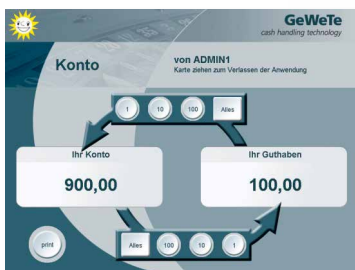 GeWeTe
cash handling technology
Konto
von ADMIN1
Karte ziehen zum Verlassen der Anwendung
1
10
100
Alles
Ihr Konto
Ihr Guthaben
900,00
100,00
print
Alles
100
10
1